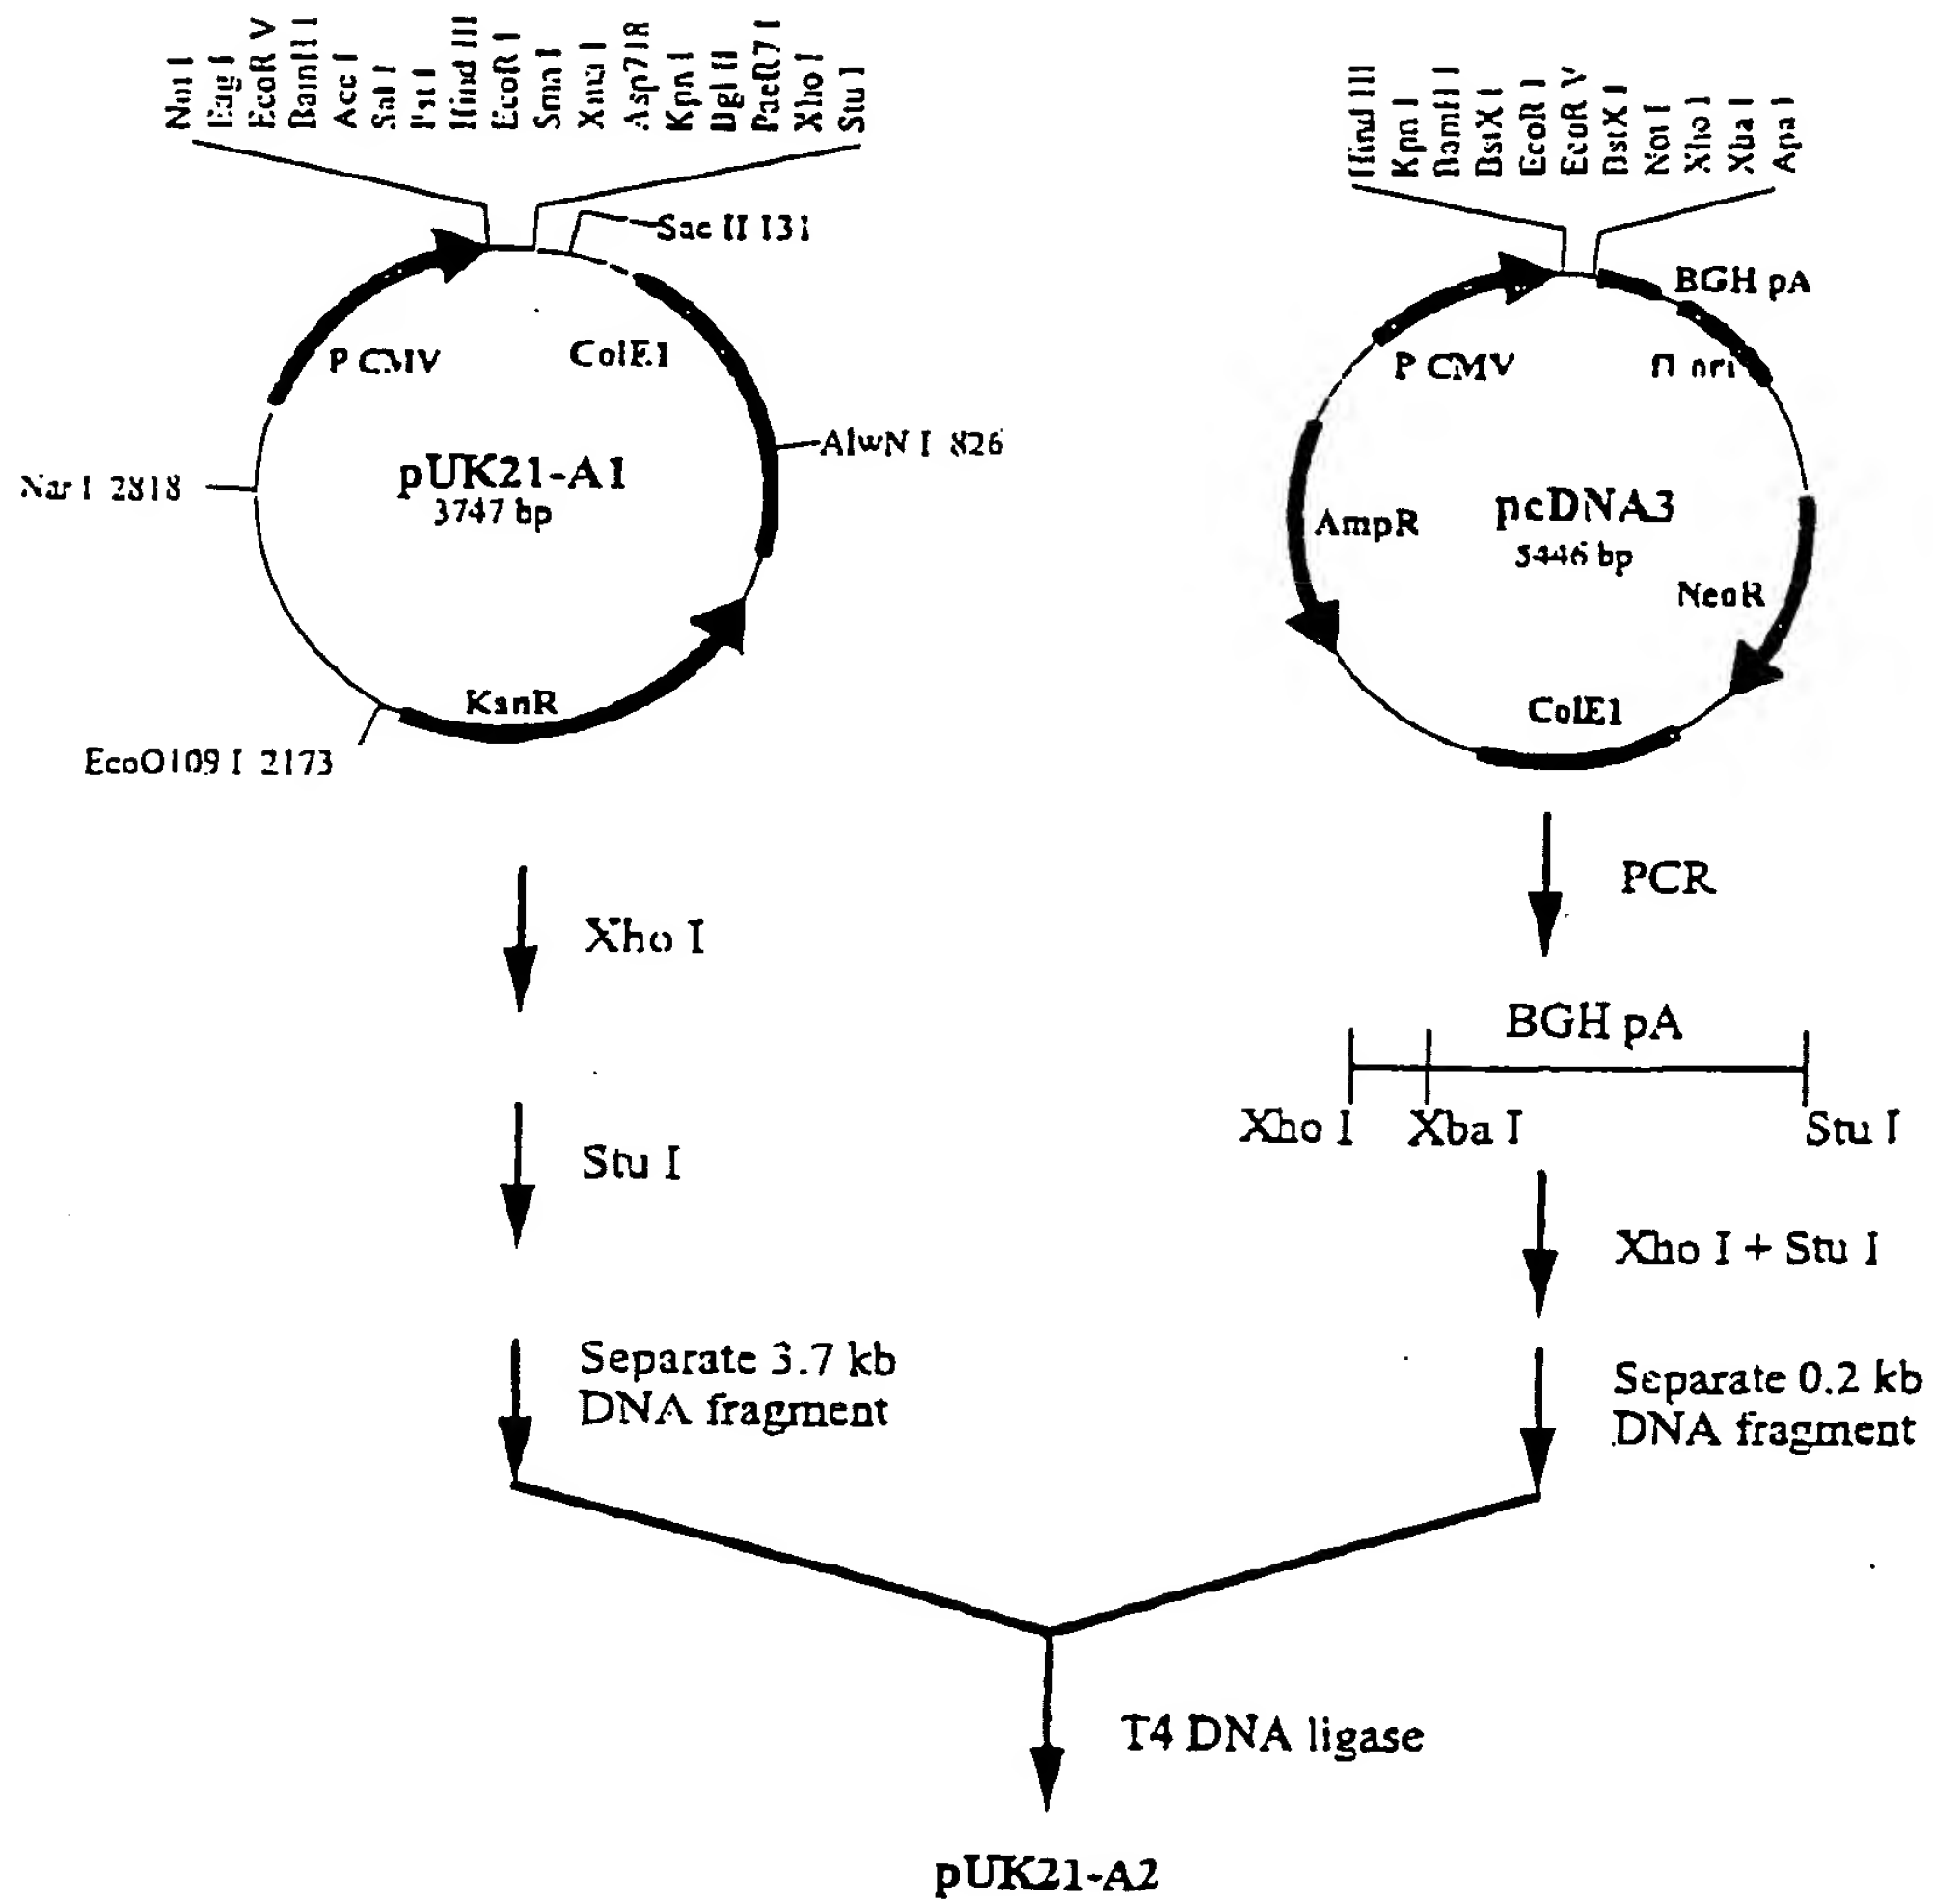 Not I
Eag I
EcoR V
BamH I
Acc I
Sal I
Pst I
Hind III
EcoR I
Sma I
Xma I
Asp718
Kpn I
Bgl II
PaeR7 I
Xho I
Stu I
Sac II 131
P CMV
ColE1
AlwN I 826
pUK21-A1
3747 bp
Nar I 2818
KanR
EcoO109 I 2173
Hind III
Kpn I
BamH I
BstX I
EcoR I
EcoR V
BstX I
Not I
Xho I
Xba I
Apa I
BGH pA
P CMV
f1 ori
AmpR
pcDNA3
5446 bp
NeoR
ColE1
Xho I
PCR
BGH pA
Xho I
Xba I
Stu I
Stu I
Xho I + Stu I
Separate 3.7 kb
DNA fragment
Separate 0.2 kb
DNA fragment
T4 DNA ligase
pUK21-A2